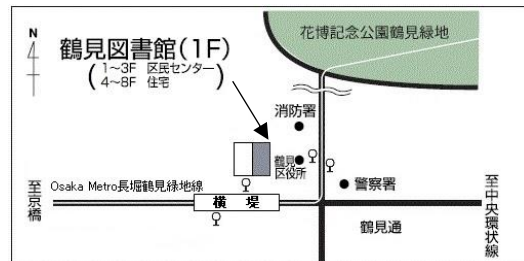 N
花博記念公園鶴見緑地
鶴見図書館(1F)
(1~3F 区民センター
4~8F 住宅)
消防署
鶴見
区役所
警察署
Osaka Metro長堀鶴見緑地線
横堤
鶴見通
至京橋
至中央環状線